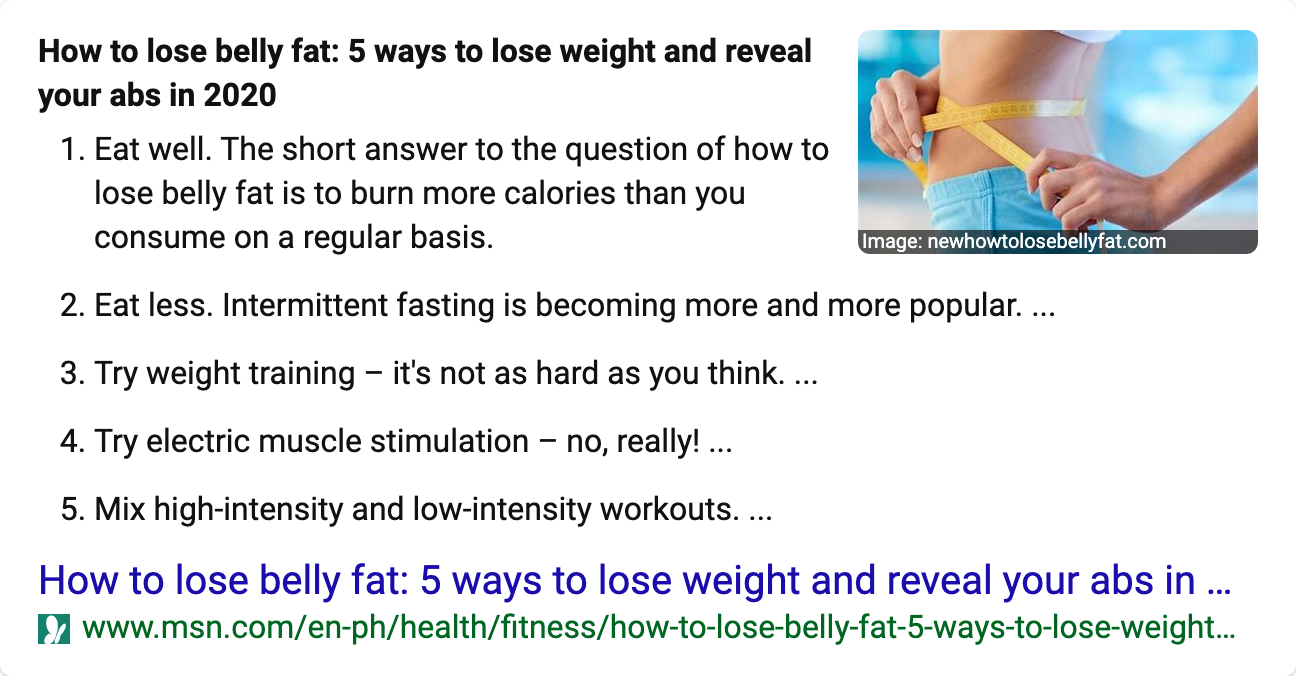 How to lose belly fat: 5 ways to lose weight and reveal
your abs in 2020
1. Eat well. The short answer to the question of how to
lose belly fat is to burn more calories than you
consume on a regular basis.
Image: newhowtolosebellyfat.com
2. Eat less. Intermittent fasting is becoming more and more popular. ...
3. Try weight training – it's not as hard as you think. ...
4. Try electric muscle stimulation – no, really! ...
5. Mix high-intensity and low-intensity workouts. ...
How to lose belly fat: 5 ways to lose weight and reveal your abs in ...
www.msn.com/en-ph/health/fitness/how-to-lose-belly-fat-5-ways-to-lose-weight...